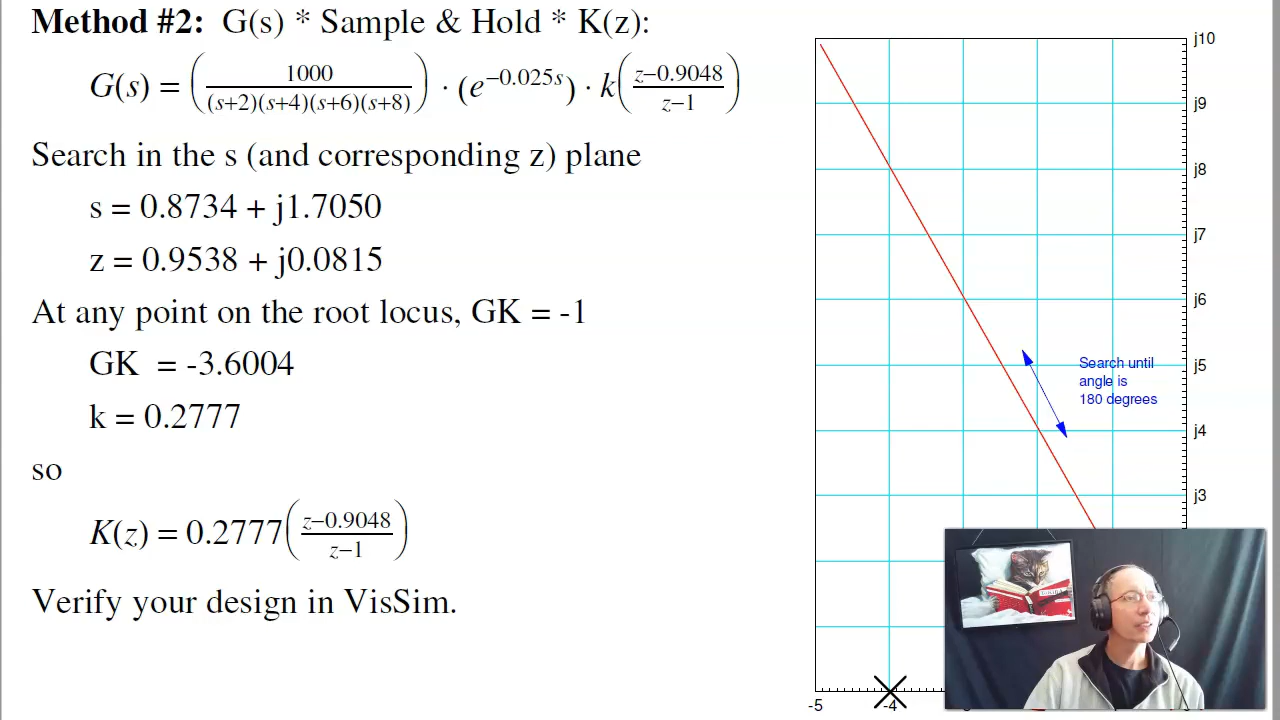 Method #2: G(s) * Sample & Hold * K(z):
G(s) = (1000 / (s+2)(s+4)(s+6)(s+8)) · (e^−0.025s) · k(z−0.9048 / z−1)
Search in the s (and corresponding z) plane
s = 0.8734 + j1.7050
z = 0.9538 + j0.0815
At any point on the root locus, GK = -1
GK = -3.6004
k = 0.2777
so
K(z) = 0.2777(z−0.9048 / z−1)
Verify your design in VisSim.
j10
j9
j8
j7
j6
j5
j4
j3
Search until
angle is
180 degrees
-5
-4